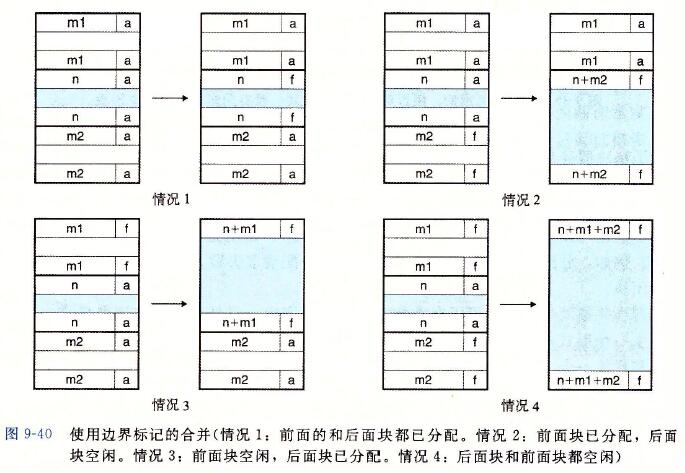 m1 a m1 a
m1 a m1 a
n a n f
n a n f
m2 a m2 a
m2 a m2 a
情况 1
m1 a m1 a
m1 a m1 a
n a n+m2 f
n a
m2 f
m2 f n+m2 f
情况 2
m1 f n+m1 f
m1 f
n a
n a n+m1 f
m2 a m2 a
m2 a m2 a
情况 3
m1 f n+m1+m2 f
m1 f
n a
n a
m2 f
m2 f n+m1+m2 f
情况 4
图 9-40 使用边界标记的合并(情况 1：前面的和后面块都已分配。情况 2：前面块已分配，后面
块空闲。情况 3：前面块空闲，后面块已分配。情况 4：后面块和前面块都空闲)